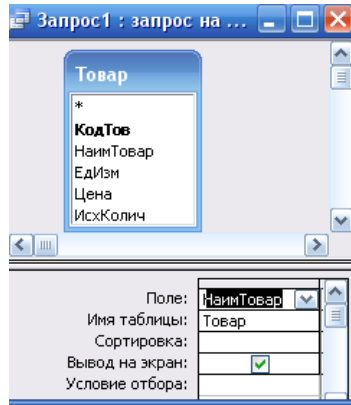 Запрос1 : запрос на ...
Товар
*
КодТов
НаимТовар
ЕдИзм
Цена
ИсхКолич
Поле: НаимТовар
Имя таблицы: Товар
Сортировка:
Вывод на экран:
Условие отбора: